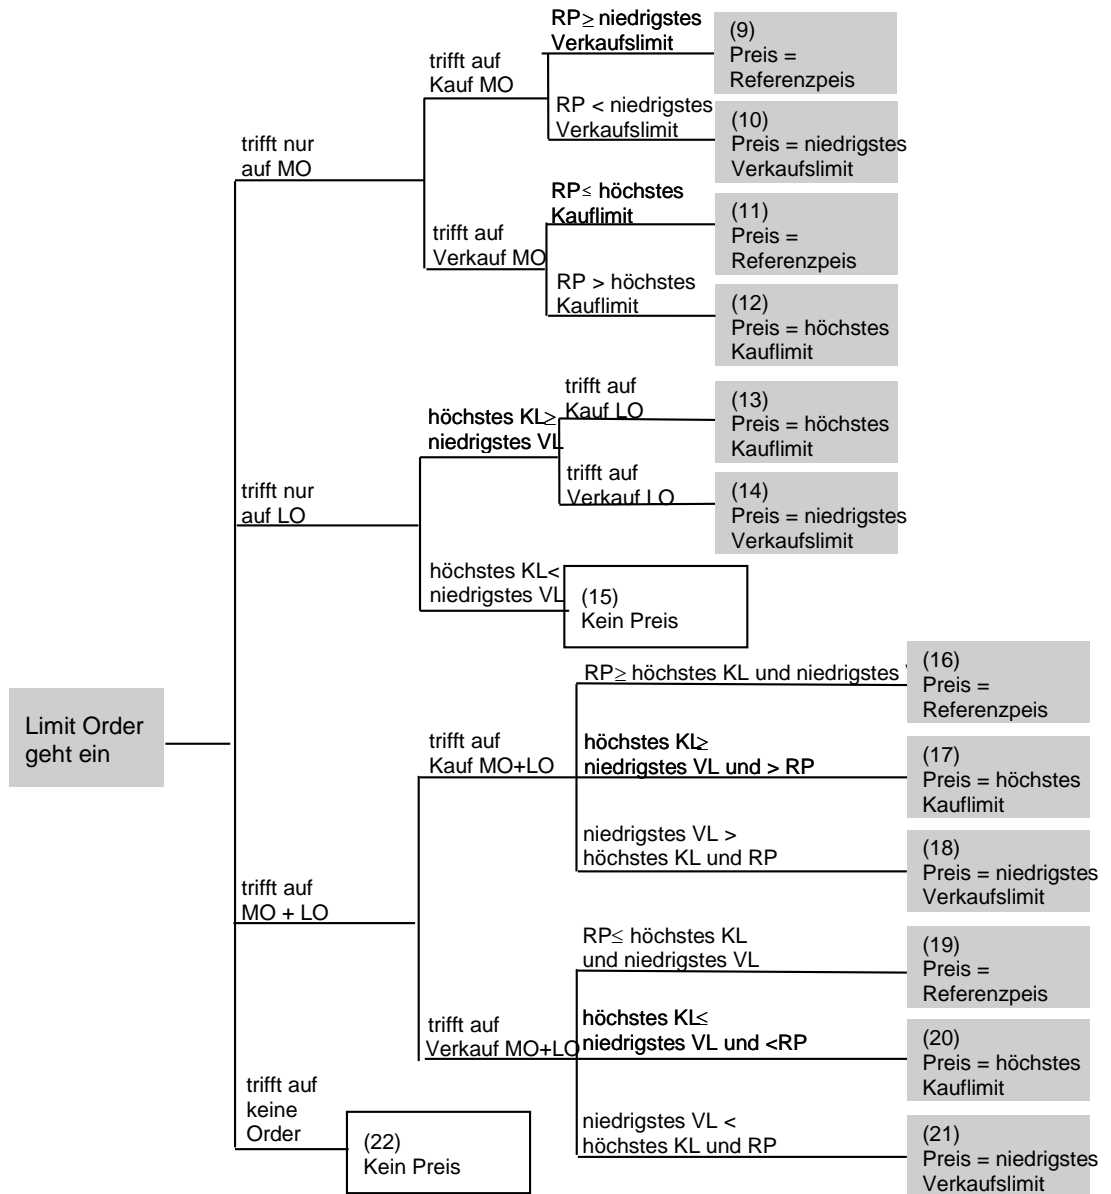 Limit Order
geht ein
trifft nur
auf MO
trifft auf
Kauf MO
RP≥ niedrigstes
Verkaufslimit
(9)
Preis =
Referenzpeis
RP < niedrigstes
Verkaufslimit
(10)
Preis = niedrigstes
Verkaufslimit
trifft auf
Verkauf MO
RP≤ höchstes
Kauflimit
(11)
Preis =
Referenzpeis
RP > höchstes
Kauflimit
(12)
Preis = höchstes
Kauflimit
trifft nur
auf LO
höchstes KL≥
niedrigstes VL
trifft auf
Kauf LO
(13)
Preis = höchstes
Kauflimit
trifft auf
Verkauf LO
(14)
Preis = niedrigstes
Verkaufslimit
höchstes KL<
niedrigstes VL
(15)
Kein Preis
trifft auf
MO + LO
trifft auf
Kauf MO+LO
RP≥ höchstes KL und niedrigstes
(16)
Preis =
Referenzpeis
höchstes KL≥
niedrigstes VL und > RP
(17)
Preis = höchstes
Kauflimit
niedrigstes VL >
höchstes KL und RP
(18)
Preis = niedrigstes
Verkaufslimit
trifft auf
Verkauf MO+LO
RP≤ höchstes KL
und niedrigstes VL
(19)
Preis =
Referenzpeis
höchstes KL≤
niedrigstes VL und <RP
(20)
Preis = höchstes
Kauflimit
niedrigstes VL <
höchstes KL und RP
(21)
Preis = niedrigstes
Verkaufslimit
trifft auf
keine
Order
(22)
Kein Preis